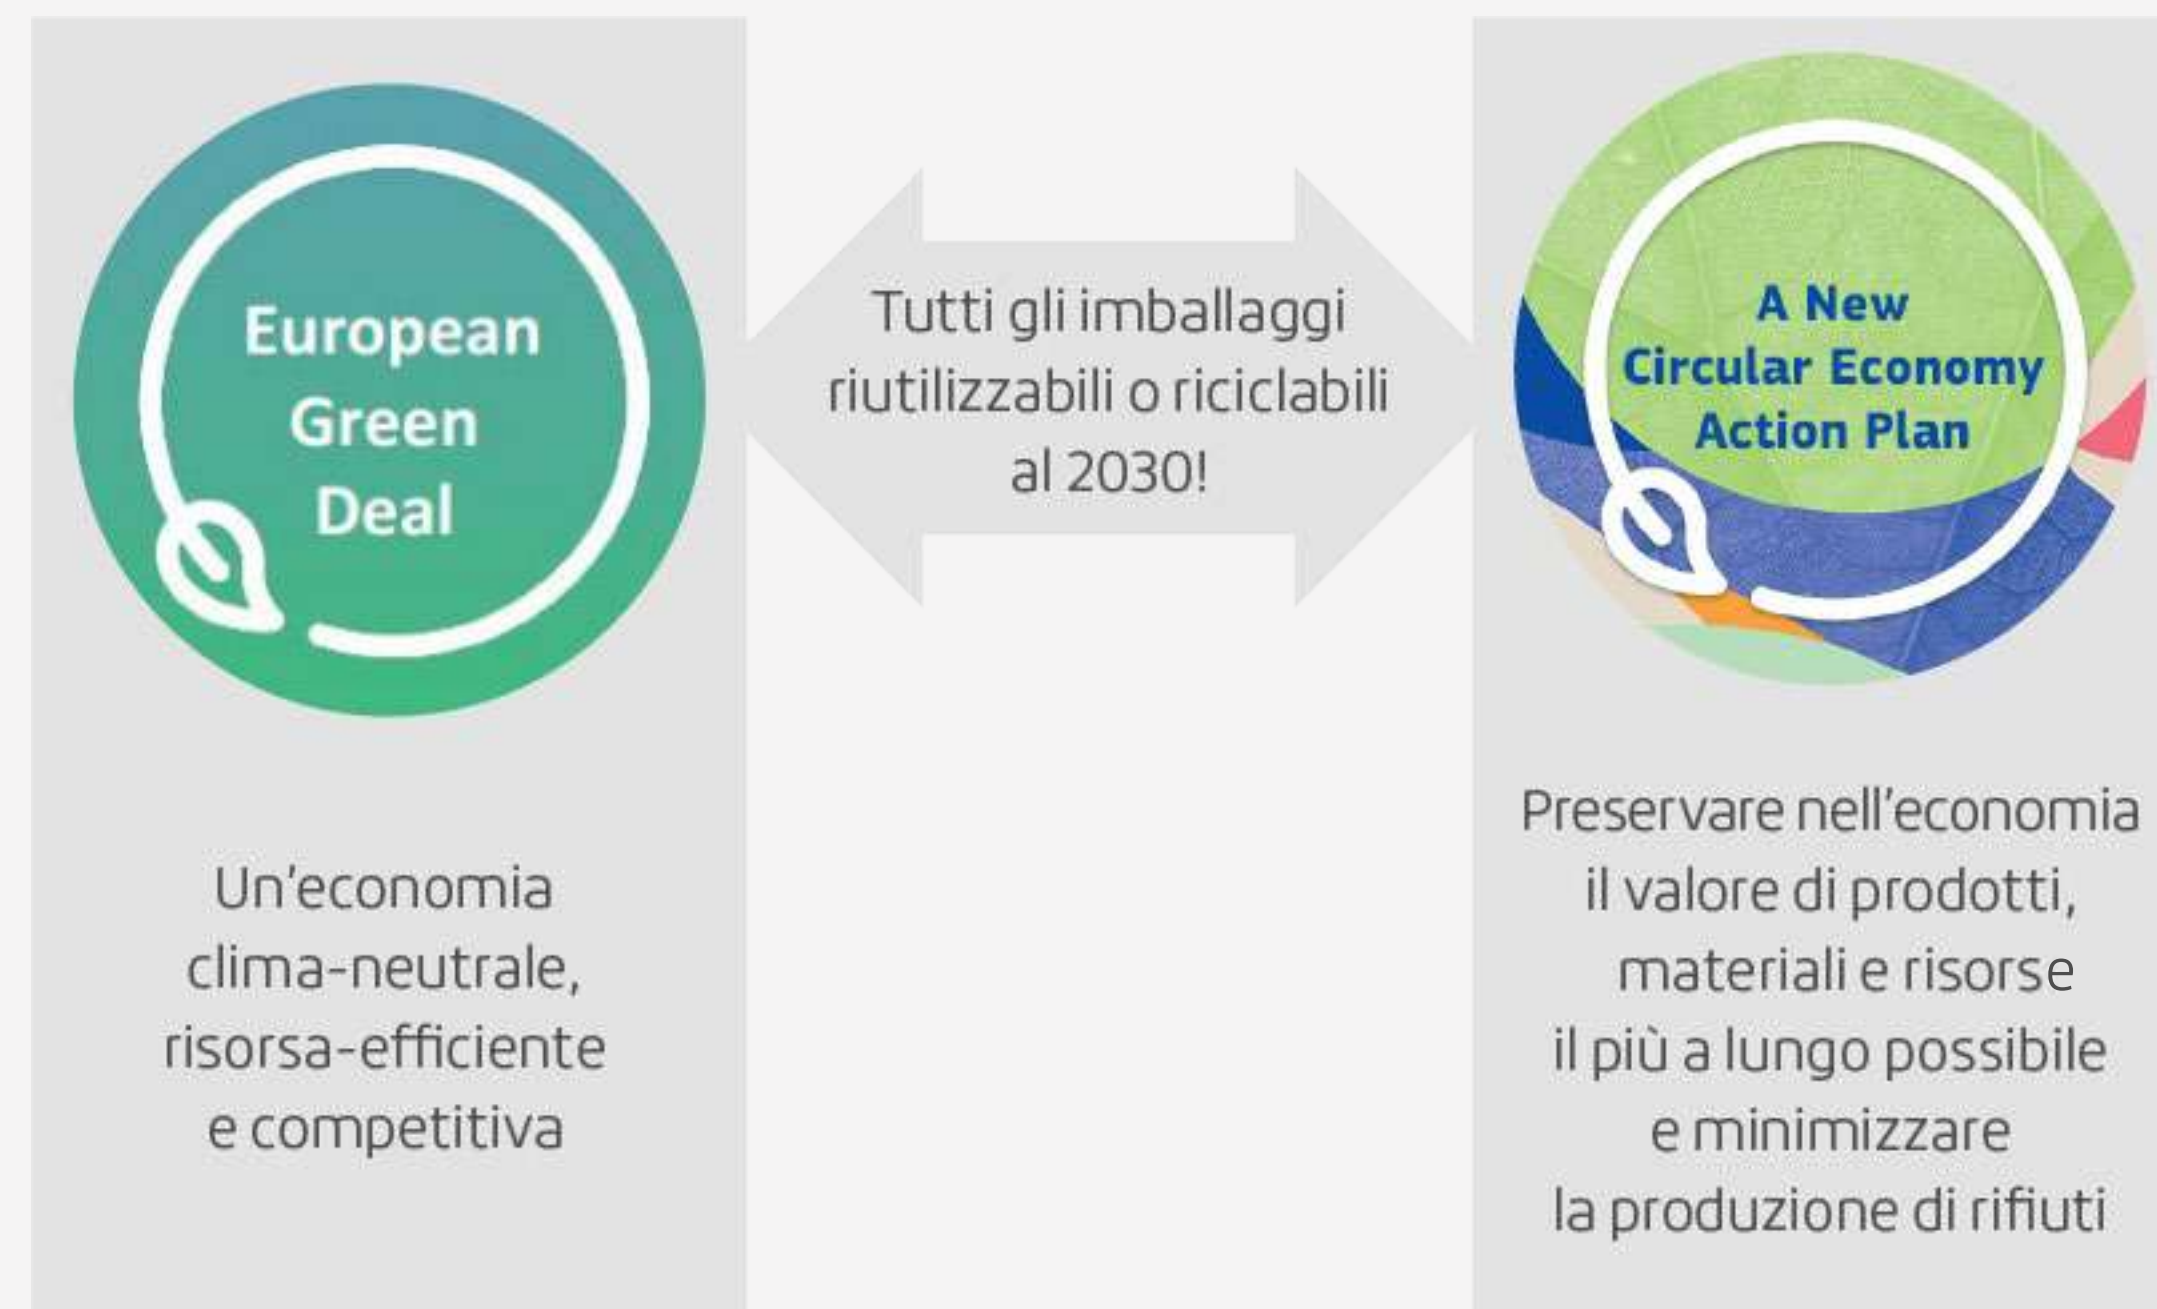 European
Green
Deal
Un'economia
clima-neutrale,
risorsa-efficiente
e competitiva
Tutti gli imballaggi
riutilizzabili o riciclabili
al 2030!
A New
Circular Economy
Action Plan
Preservare nell'economia
il valore di prodotti,
materiali e risorse
il più a lungo possibile
e minimizzare
la produzione di rifiuti